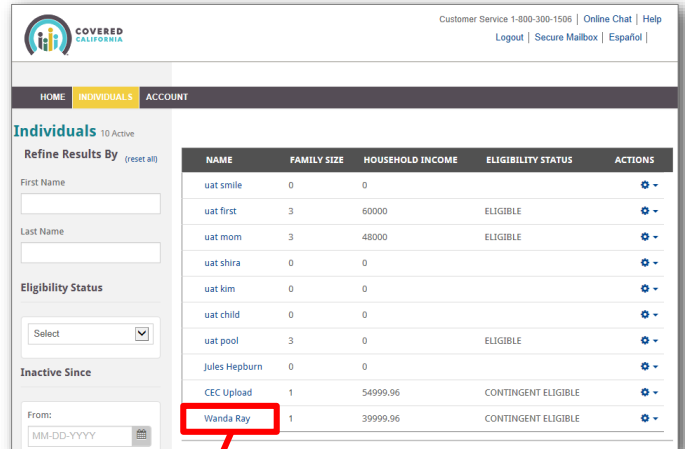 COVERED
CALIFORNIA
Customer Service 1-800-300-1506 | Online Chat | Help
Logout | Secure Mailbox | Español |
HOME INDIVIDUALS ACCOUNT
Individuals 10 Active
Refine Results By (reset all)
First Name
Last Name
Eligibility Status
Select
Inactive Since
From:
MM-DD-YYYY
NAME FAMILY SIZE HOUSEHOLD INCOME ELIGIBILITY STATUS ACTIONS
uat smile 0 0
uat first 3 60000 ELIGIBLE
uat mom 3 48000 ELIGIBLE
uat shira 0 0
uat kim 0 0
uat child 0 0
uat pool 3 0 ELIGIBLE
Jules Hepburn 0 0
CEC Upload 1 54999.96 CONTINGENT ELIGIBLE
Wanda Ray 1 39999.96 CONTINGENT ELIGIBLE